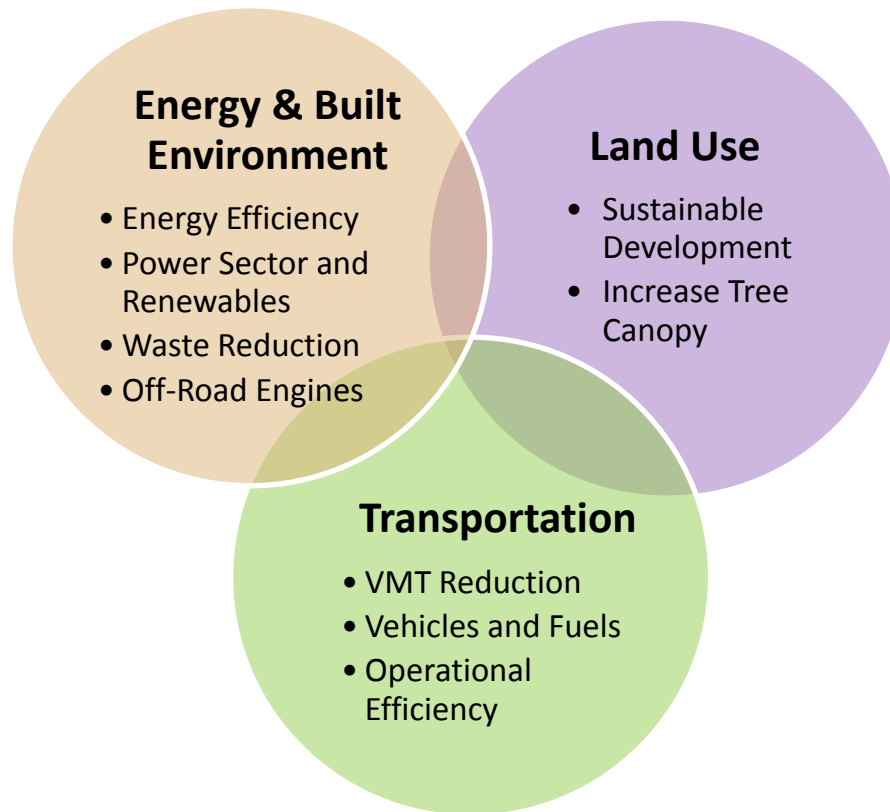 Energy & Built
Environment
• Energy Efficiency
• Power Sector and
Renewables
• Waste Reduction
• Off-Road Engines
Land Use
• Sustainable
Development
• Increase Tree
Canopy
Transportation
• VMT Reduction
• Vehicles and Fuels
• Operational
Efficiency